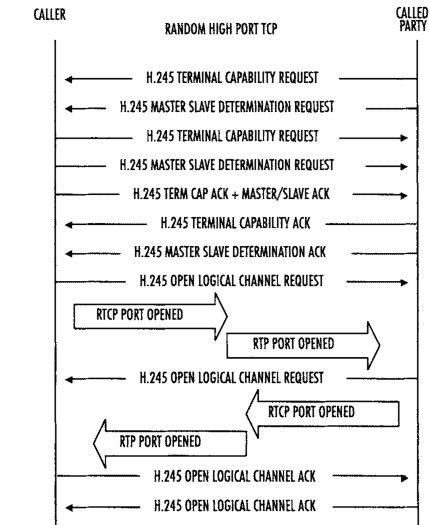 CALLER
RANDOM HIGH PORT TCP
CALLED
PARTY
H.245 TERMINAL CAPABILITY REQUEST
H.245 MASTER SLAVE DETERMINATION REQUEST
H.245 TERMINAL CAPABILITY REQUEST
H.245 MASTER SLAVE DETERMINATION REQUEST
H.245 TERM CAP ACK + MASTER/SLAVE ACK
H.245 TERMINAL CAPABILITY ACK
H.245 MASTER SLAVE DETERMINATION ACK
H.245 OPEN LOGICAL CHANNEL REQUEST
RTCP PORT OPENED
RTP PORT OPENED
H.245 OPEN LOGICAL CHANNEL REQUEST
RTCP PORT OPENED
RTP PORT OPENED
H.245 OPEN LOGICAL CHANNEL ACK
H.245 OPEN LOGICAL CHANNEL ACK